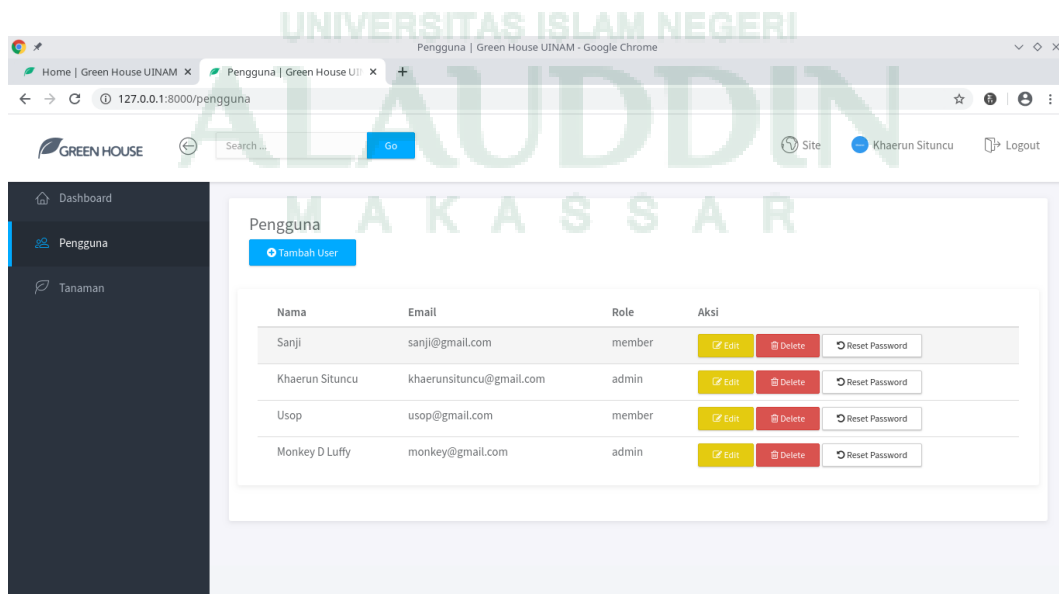 UNIVERSITAS ISLAM NEGERI
Pengguna | Green House UINAM - Google Chrome
Home | Green House UINAM
Pengguna | Green House UI
127.0.0.1:8000/pengguna
ALAUDDIN
GREEN HOUSE
Search ...
Go
Site
Khaerun Situncu
Logout
MAKASSAR
Dashboard
Pengguna
Tanaman
Pengguna
Tambah User
Nama Email Role Aksi
Sanji sanji@gmail.com member Edit Delete Reset Password
Khaerun Situncu khaerunsituncu@gmail.com admin Edit Delete Reset Password
Usop usop@gmail.com member Edit Delete Reset Password
Monkey D Luffy monkey@gmail.com admin Edit Delete Reset Password